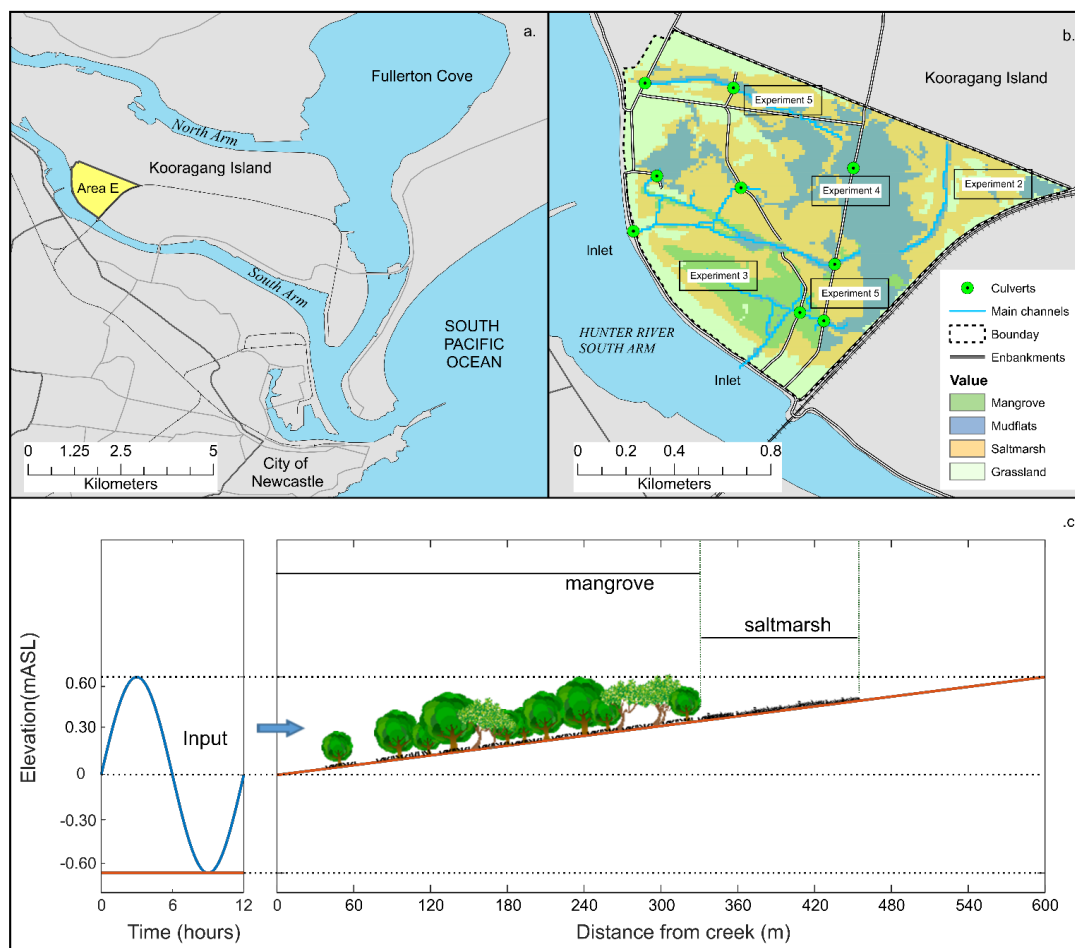 a.
Fullerton Cove
North Arm
Kooragang Island
Area E
South Arm
SOUTH
PACIFIC
OCEAN
0 1.25 2.5 5
Kilometers
City of
Newcastle
b.
Kooragang Island
Experiment 5
Experiment 4
Experiment 2
Inlet
Experiment 3
Experiment 5
HUNTER RIVER
SOUTH ARM
Inlet
0 0.2 0.4 0.8
Kilometers
Culverts
Main channels
Bounday
Enbankments
Value
Mangrove
Mudflats
Saltmarsh
Grassland
.c
mangrove
saltmarsh
Elevation(mASL)
0.60
0.30
0
-0.30
-0.60
Input
0 6 12
Time (hours)
0 60 120 180 240 300 360 420 480 540 600
Distance from creek (m)